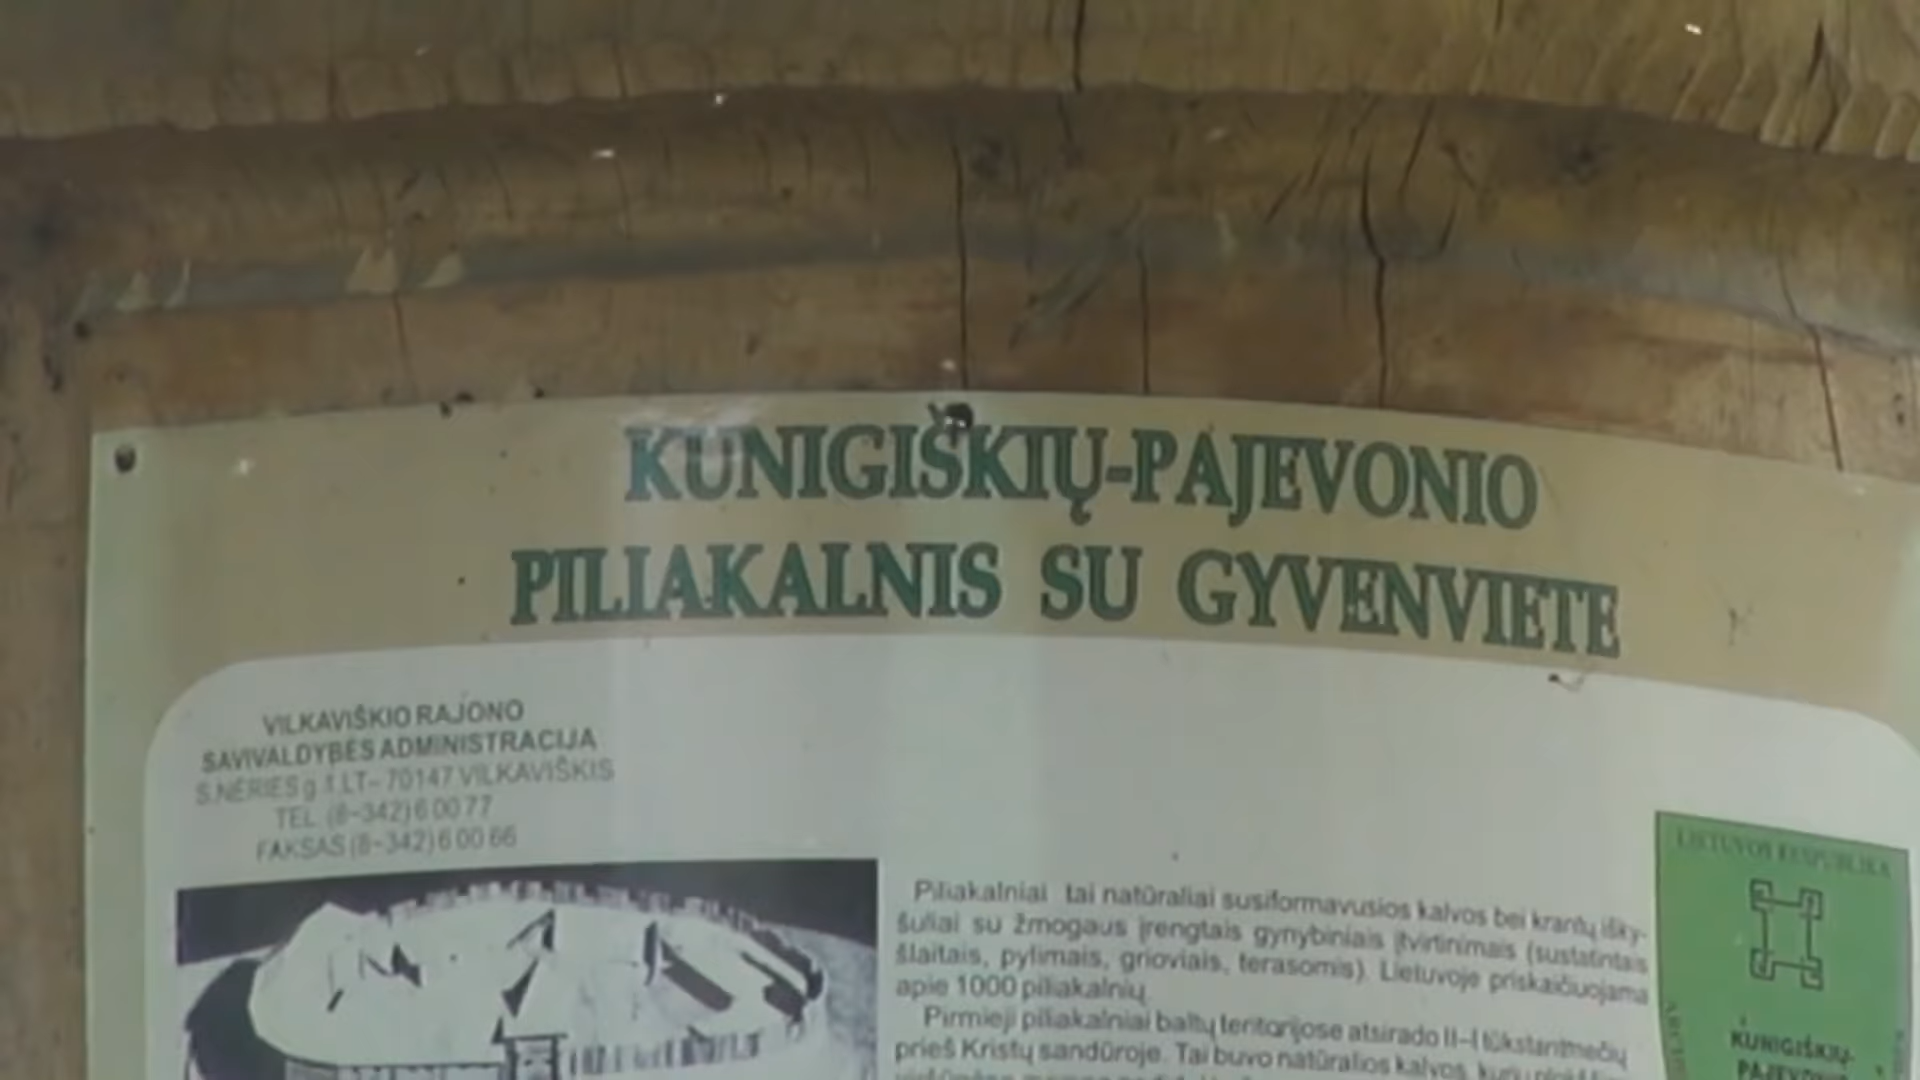 KUNIGIŠKIŲ-PAJEVONIO
PILIAKALNIS SU GYVENVIETE
VILKAVIŠKIO RAJONO
SAVIVALDYBĖS ADMINISTRACIJA
S.NĖRIES g.1.LT-70147 VILKAVIŠKIS
TEL. (8-342)6 00 77
FAKSAS (8-342)6 00 66
Piliakalniai tai natūraliai susiformavusios kalvos bei krantų išky-
šuliai su žmogaus įrengtais gynybiniais įtvirtinimais (sustatintais
šlaitais, pylimais, grioviais, terasomis). Lietuvoje priskaičiuojama
apie 1000 piliakalnių.
Pirmieji piliakalniai baltų teritorijose atsirado II-I tūkstantmečių
prieš Kristų sandūroje. Tai buvo natūralios kalvos, kurių
LIETUVOS RESPUBLIKA
KUNIGIŠKIŲ-